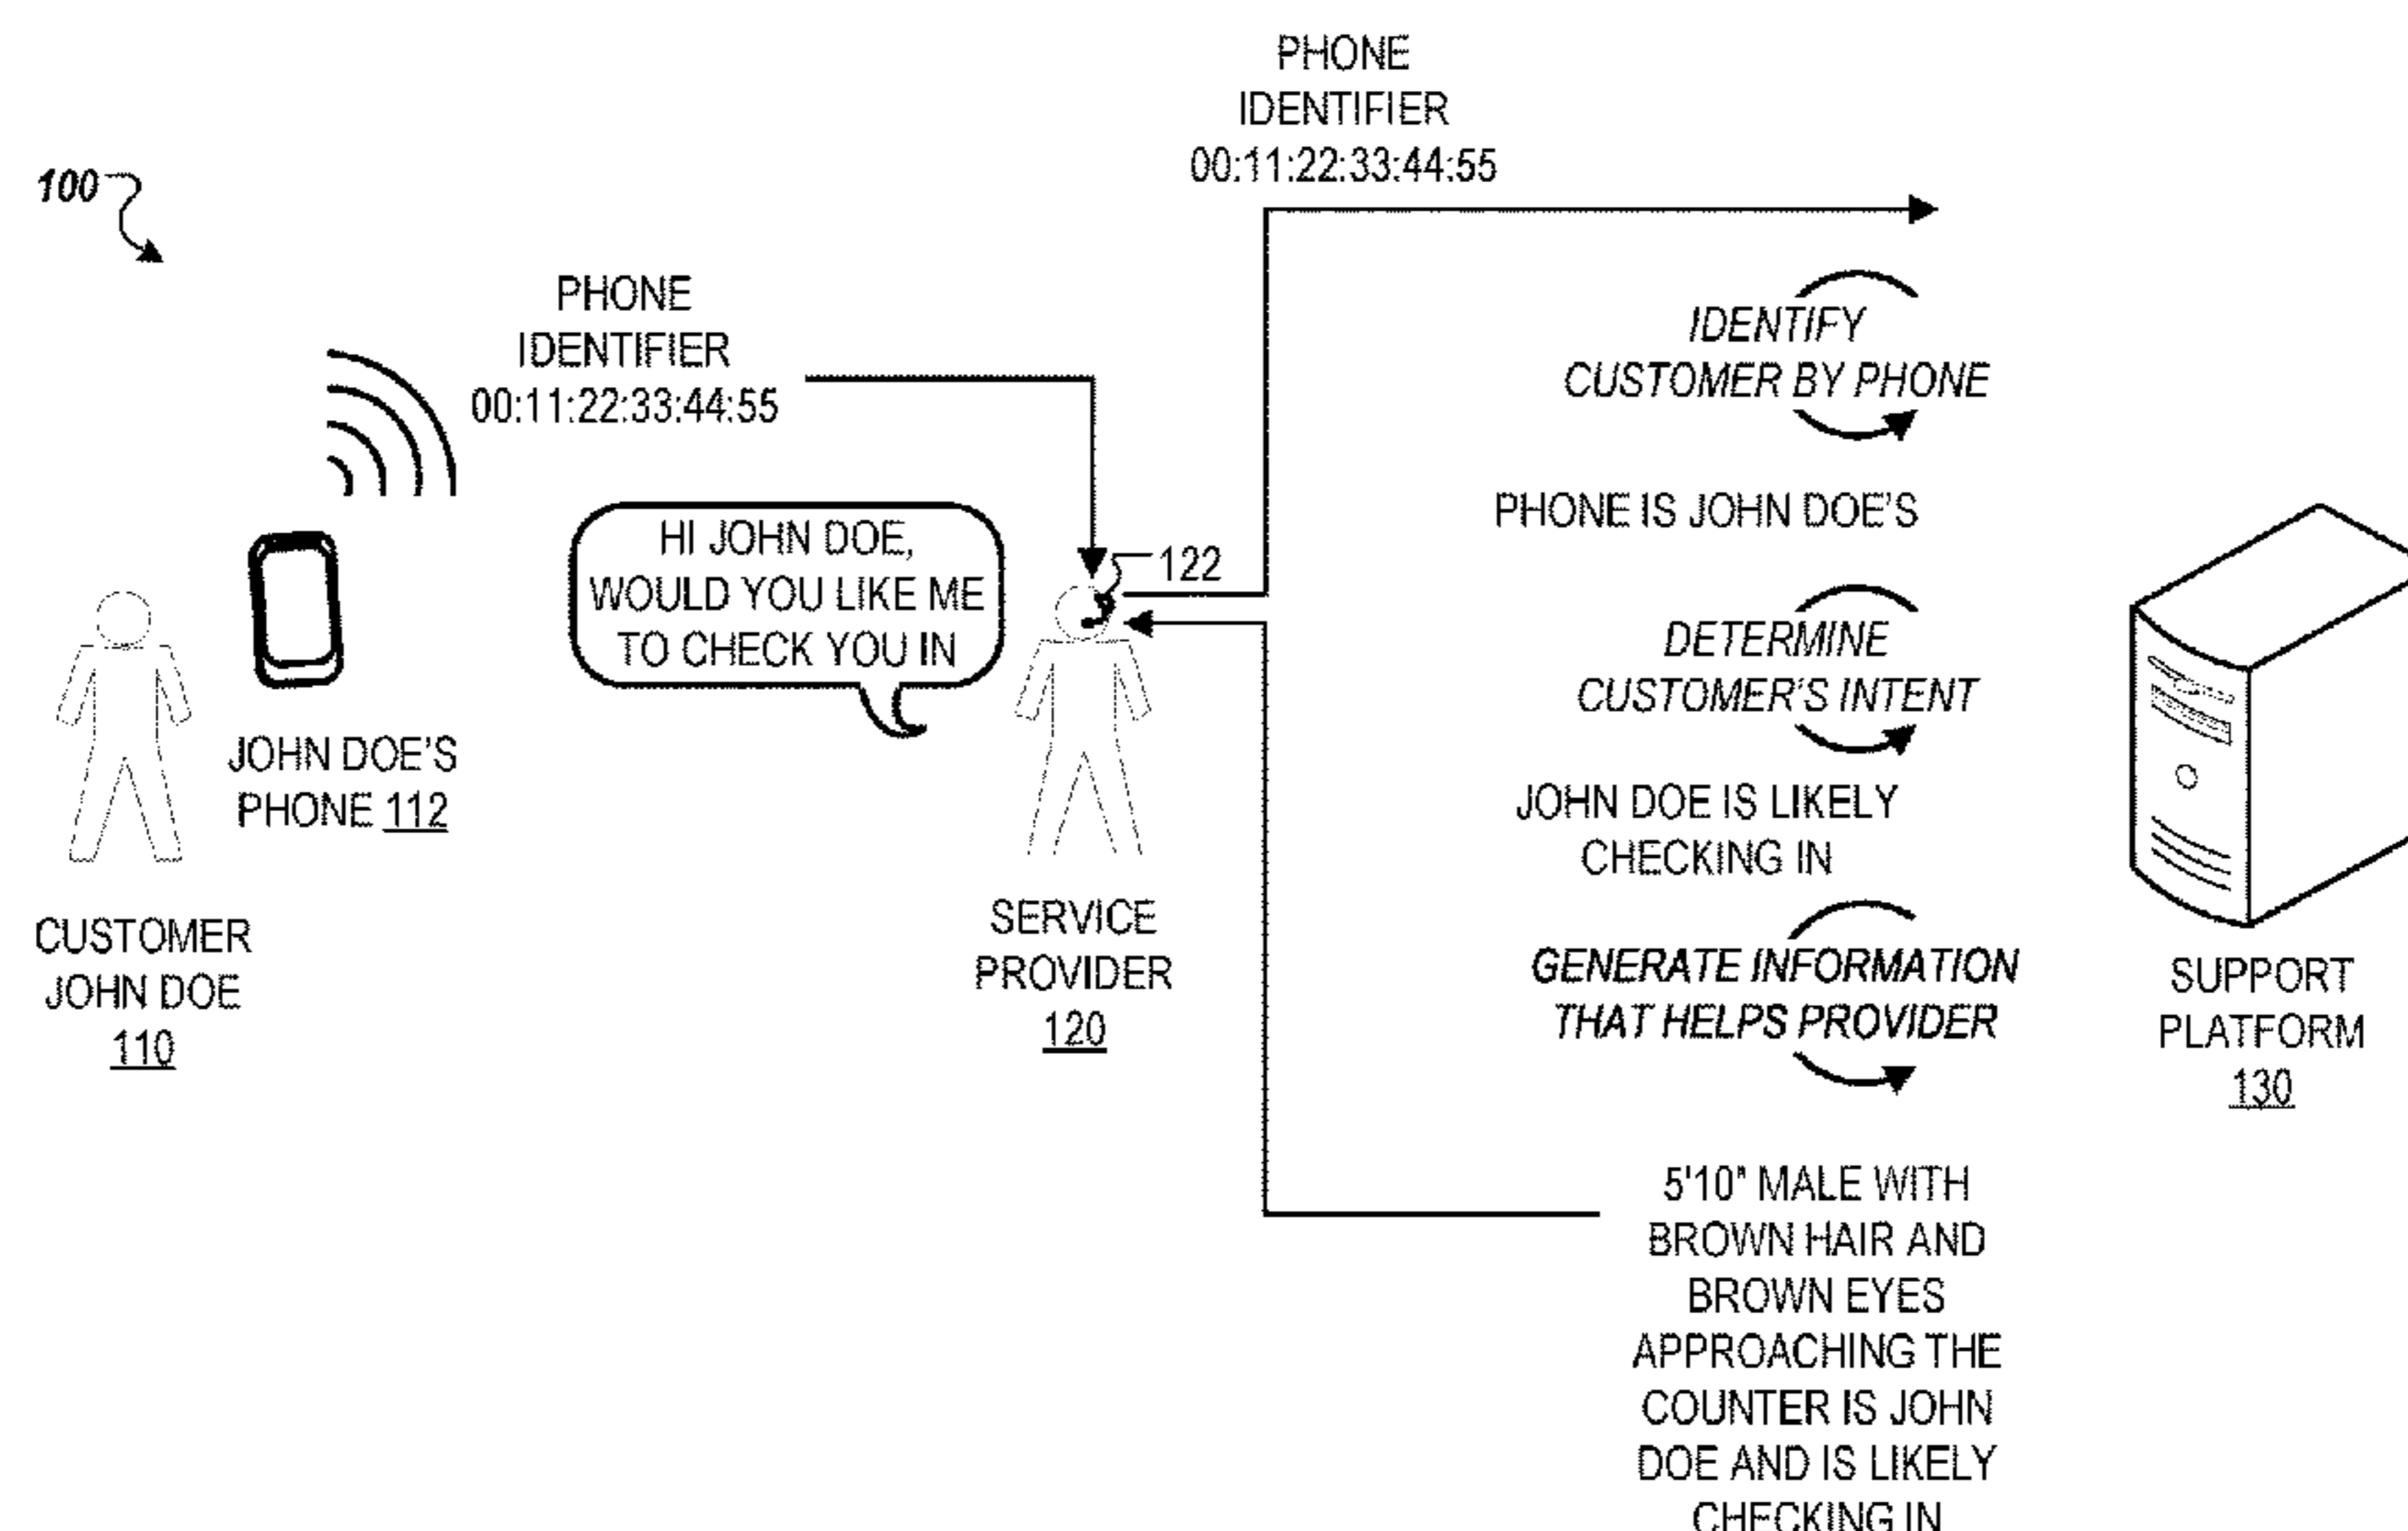 100
PHONE
IDENTIFIER
00:11:22:33:44:55
PHONE
IDENTIFIER
00:11:22:33:44:55
HI JOHN DOE,
WOULD YOU LIKE ME
TO CHECK YOU IN
122
JOHN DOE'S
PHONE 112
CUSTOMER
JOHN DOE
110
SERVICE
PROVIDER
120
IDENTIFY
CUSTOMER BY PHONE
PHONE IS JOHN DOE'S
DETERMINE
CUSTOMER'S INTENT
JOHN DOE IS LIKELY
CHECKING IN
GENERATE INFORMATION
THAT HELPS PROVIDER
5'10" MALE WITH
BROWN HAIR AND
BROWN EYES
APPROACHING THE
COUNTER IS JOHN
DOE AND IS LIKELY
CHECKING IN
SUPPORT
PLATFORM
130